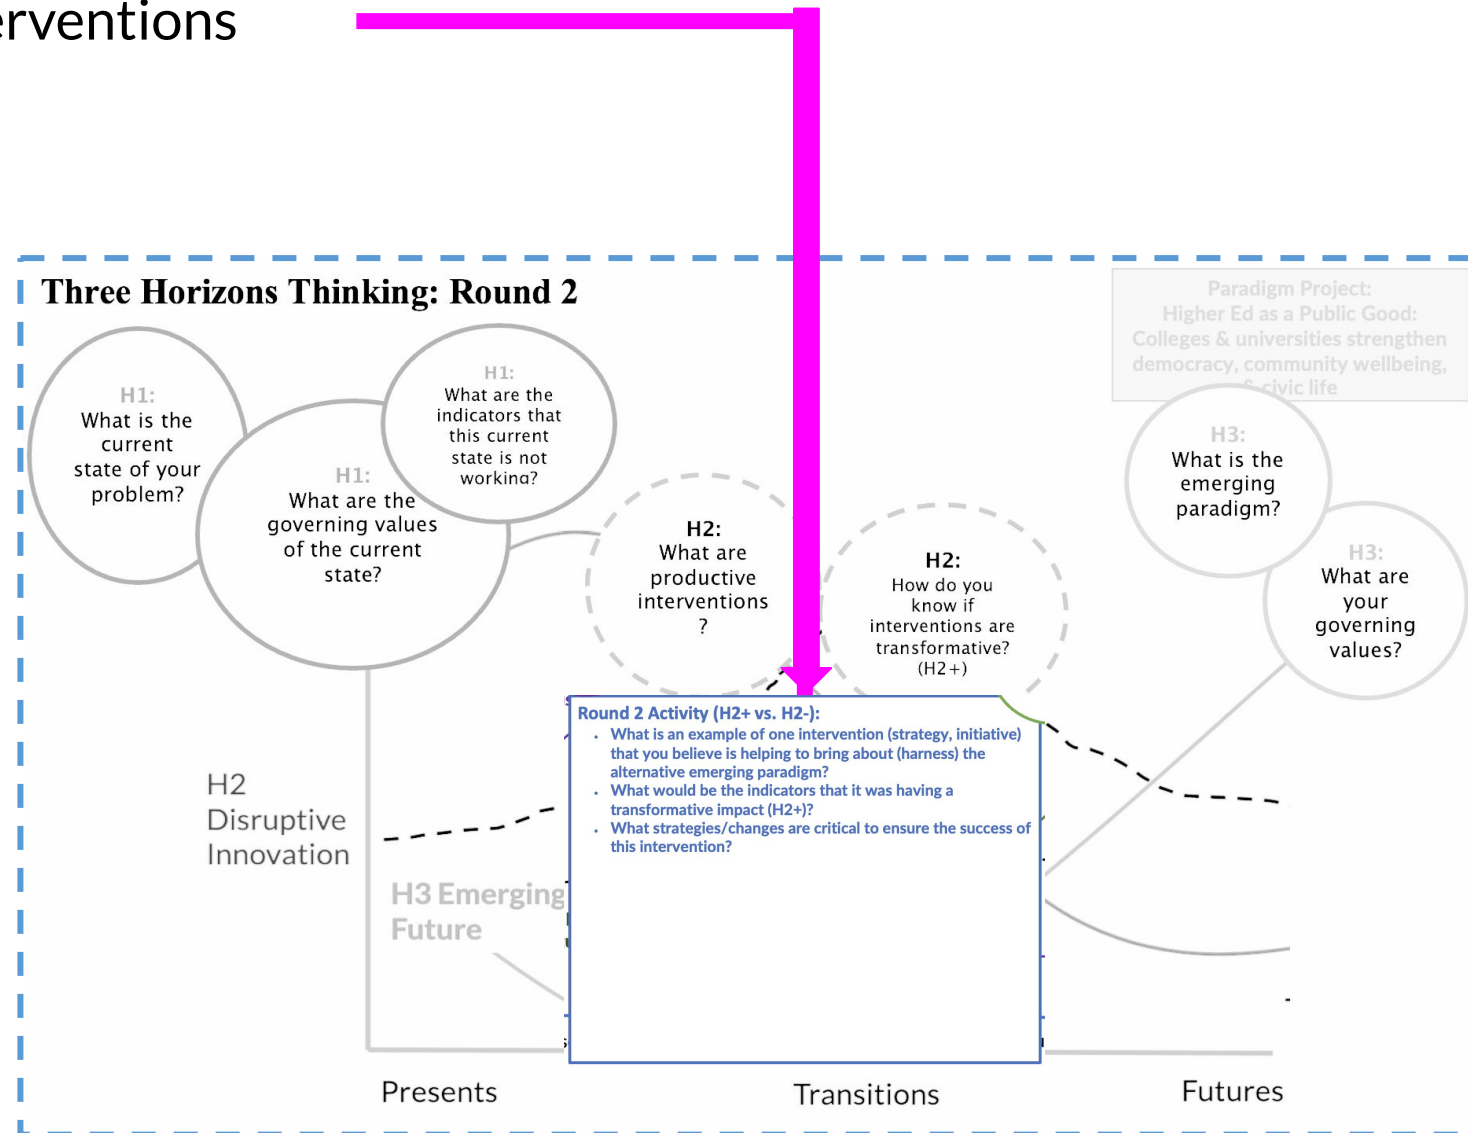 erventions
Three Horizons Thinking: Round 2
Paradigm Project:
Higher Ed as a Public Good:
Colleges & universities strengthen
democracy, community wellbeing,
& civic life
H1:
What is the
current
state of your
problem?
H1:
What are the
governing values
of the current
state?
H1:
What are the
indicators that
this current
state is not
working?
H2:
What are
productive
interventions
?
H2:
How do you
know if
interventions are
transformative?
(H2+)
H3:
What is the
emerging
paradigm?
H3:
What are
your
governing
values?
Round 2 Activity (H2+ vs. H2-):
• What is an example of one intervention (strategy, initiative)
that you believe is helping to bring about (harness) the
alternative emerging paradigm?
• What would be the indicators that it was having a
transformative impact (H2+)?
• What strategies/changes are critical to ensure the success of
this intervention?
H2
Disruptive
Innovation
H3 Emerging
Future
Presents
Transitions
Futures